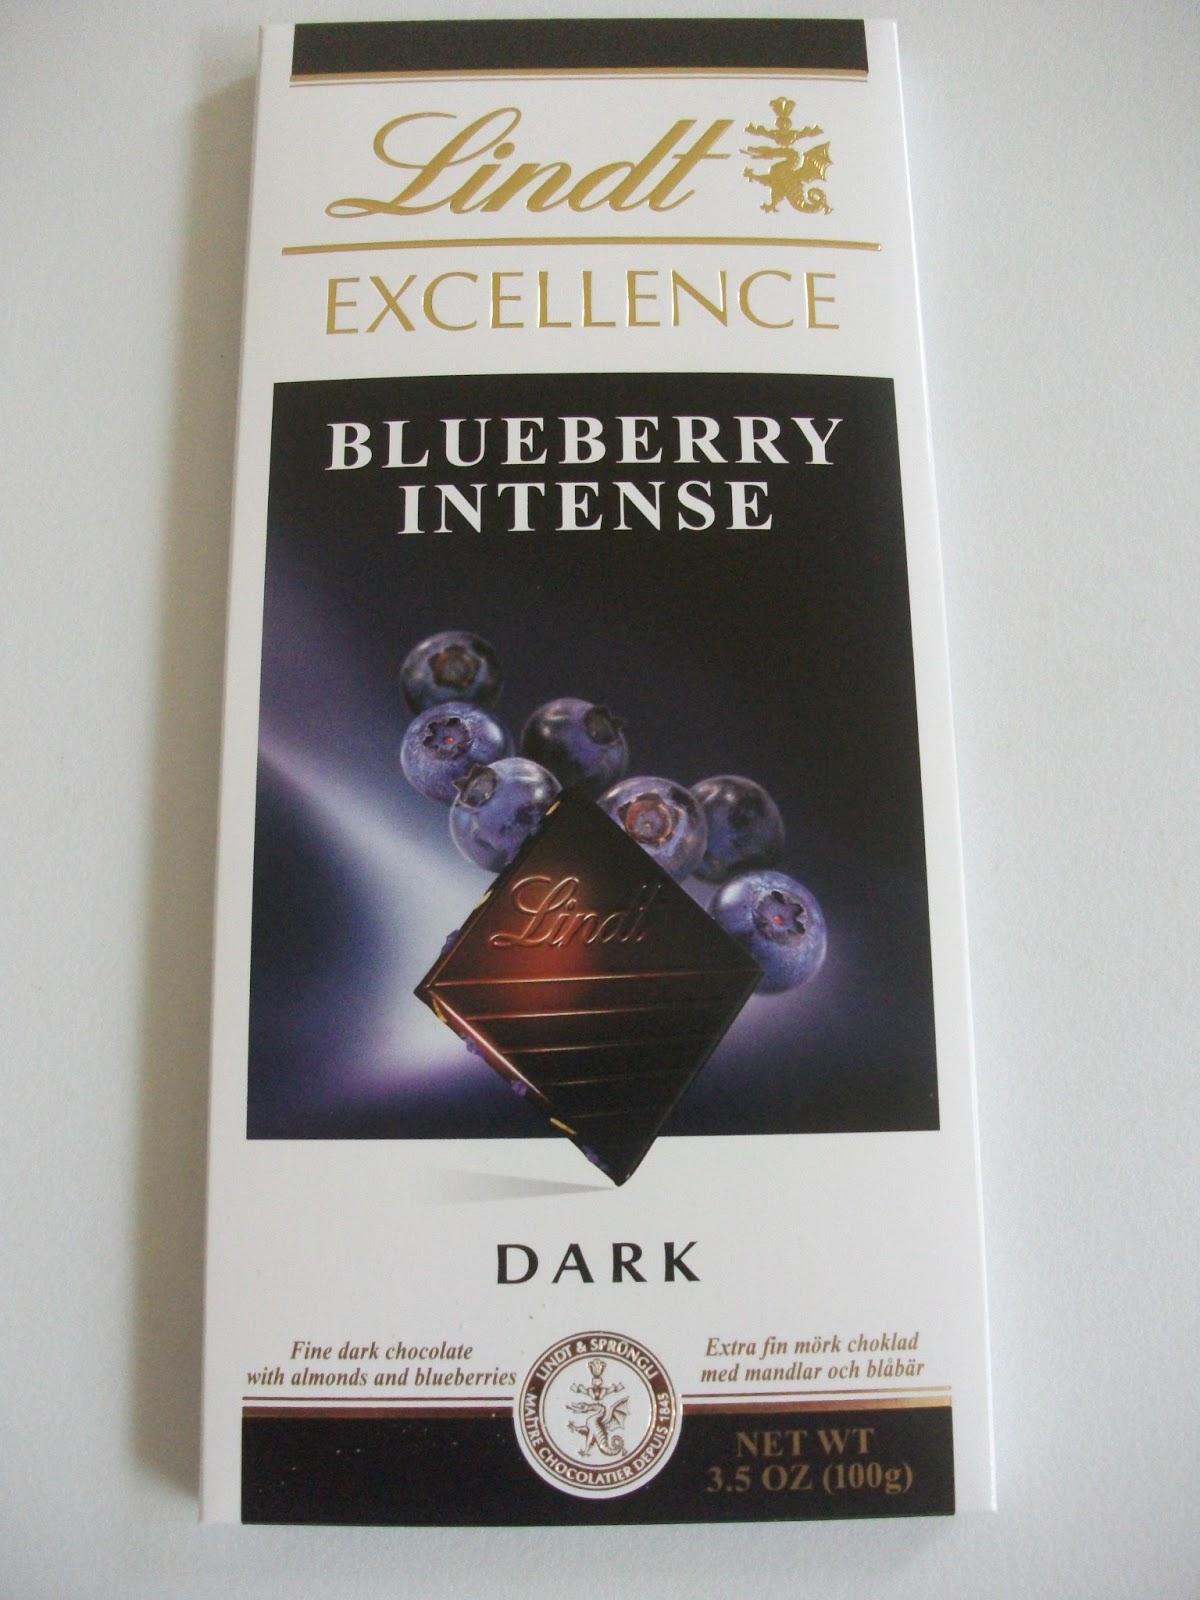 Lindt
EXCELLENCE
BLUEBERRY
INTENSE
Lindt
DARK
Fine dark chocolate
with almonds and blueberries
LINDT & SPRÜNGLI
MAÎTRE CHOCOLATIER DEPUIS 1845
Extra fin mörk choklad
med mandlar och blåbär
NET WT
3.5 OZ (100g)